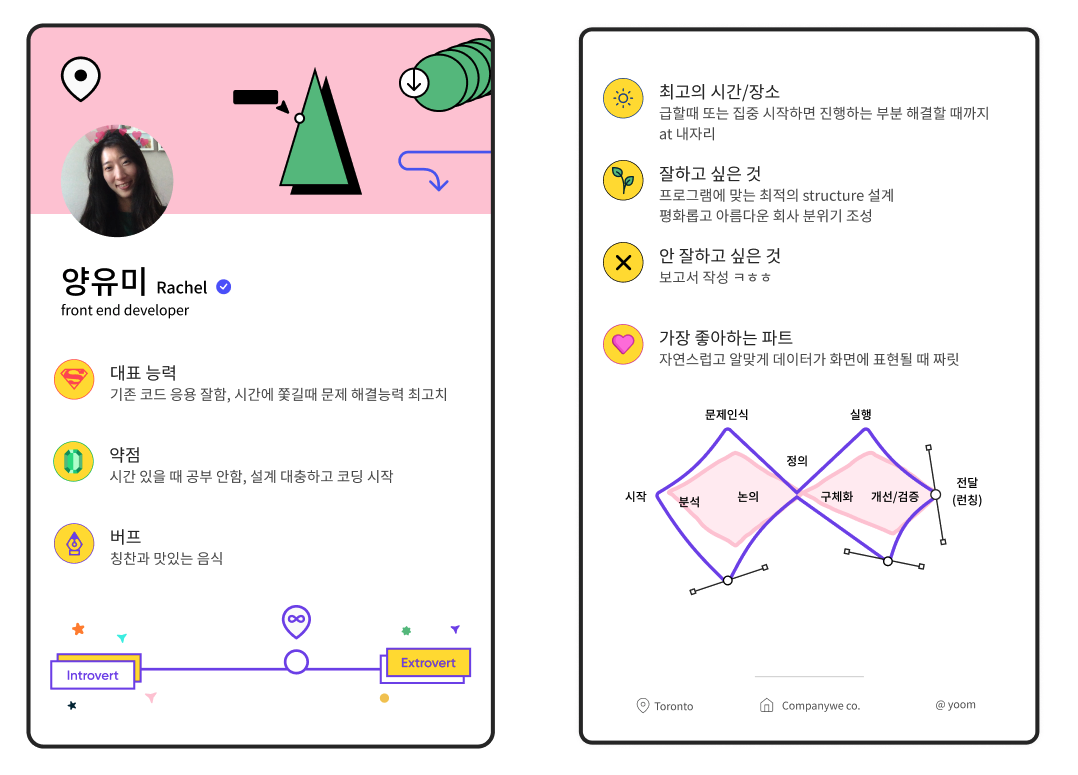 양유미 Rachel
front end developer
대표 능력
기존 코드 응용 잘함, 시간에 쫓길때 문제 해결능력 최고치
약점
시간 있을 때 공부 안함, 설계 대충하고 코딩 시작
버프
칭찬과 맛있는 음식
Introvert
Extrovert
최고의 시간/장소
급할때 또는 집중 시작하면 진행하는 부분 해결할 때까지
at 내자리
잘하고 싶은 것
프로그램에 맞는 최적의 structure 설계
평화롭고 아름다운 회사 분위기 조성
안 잘하고 싶은 것
보고서 작성 ㅋㅎㅎ
가장 좋아하는 파트
자연스럽고 알맞게 데이터가 화면에 표현될 때 짜릿
문제인식
실행
정의
시작
분석
논의
구체화
개선/검증
전달
(런칭)
Toronto
Companywe co.
@ yoom